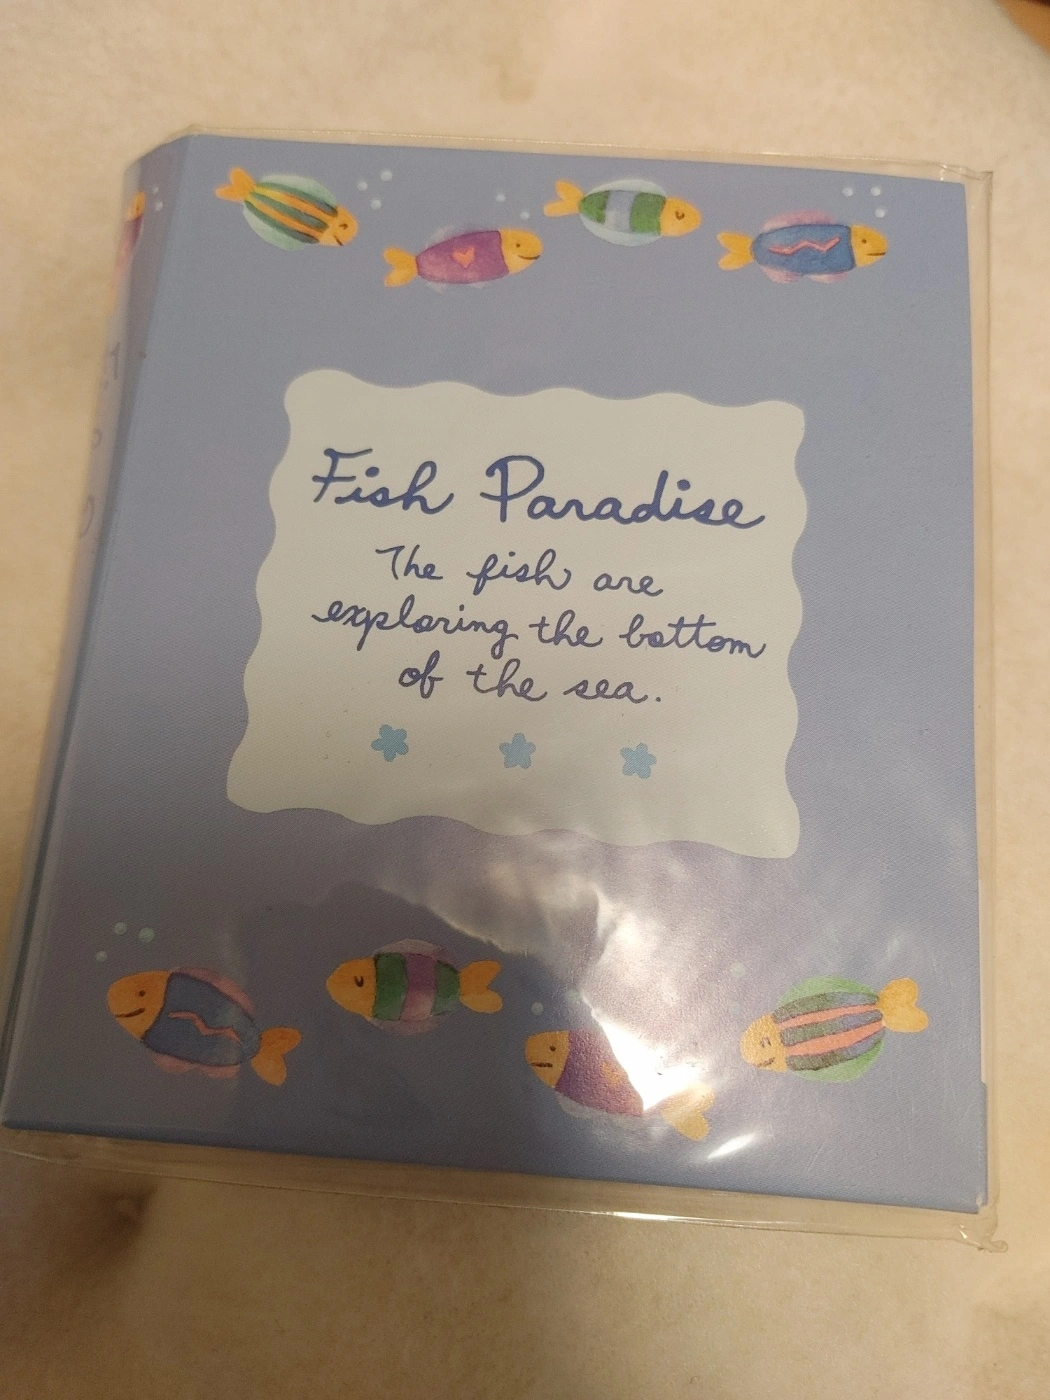 Fish Paradise
The fish are
exploring the bottom
of the sea.